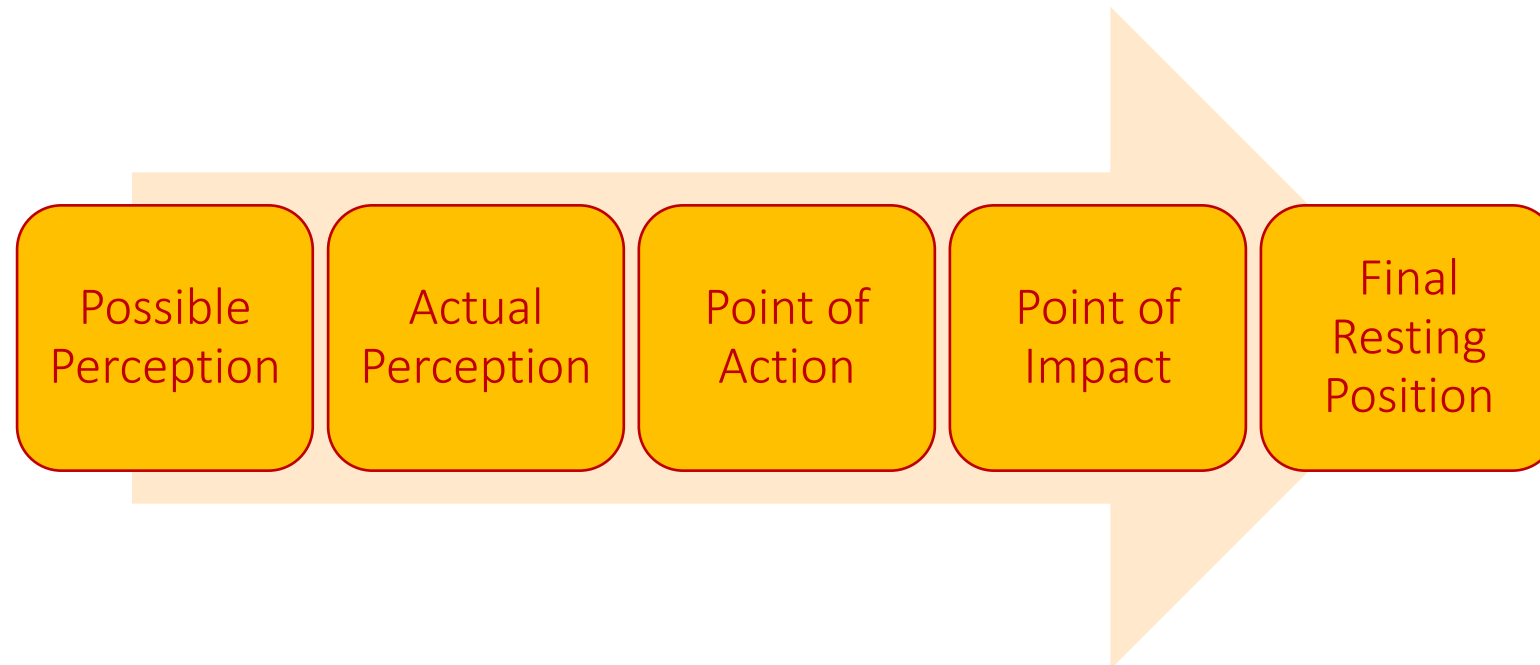 Possible
Perception
Actual
Perception
Point of
Action
Point of
Impact
Final
Resting
Position